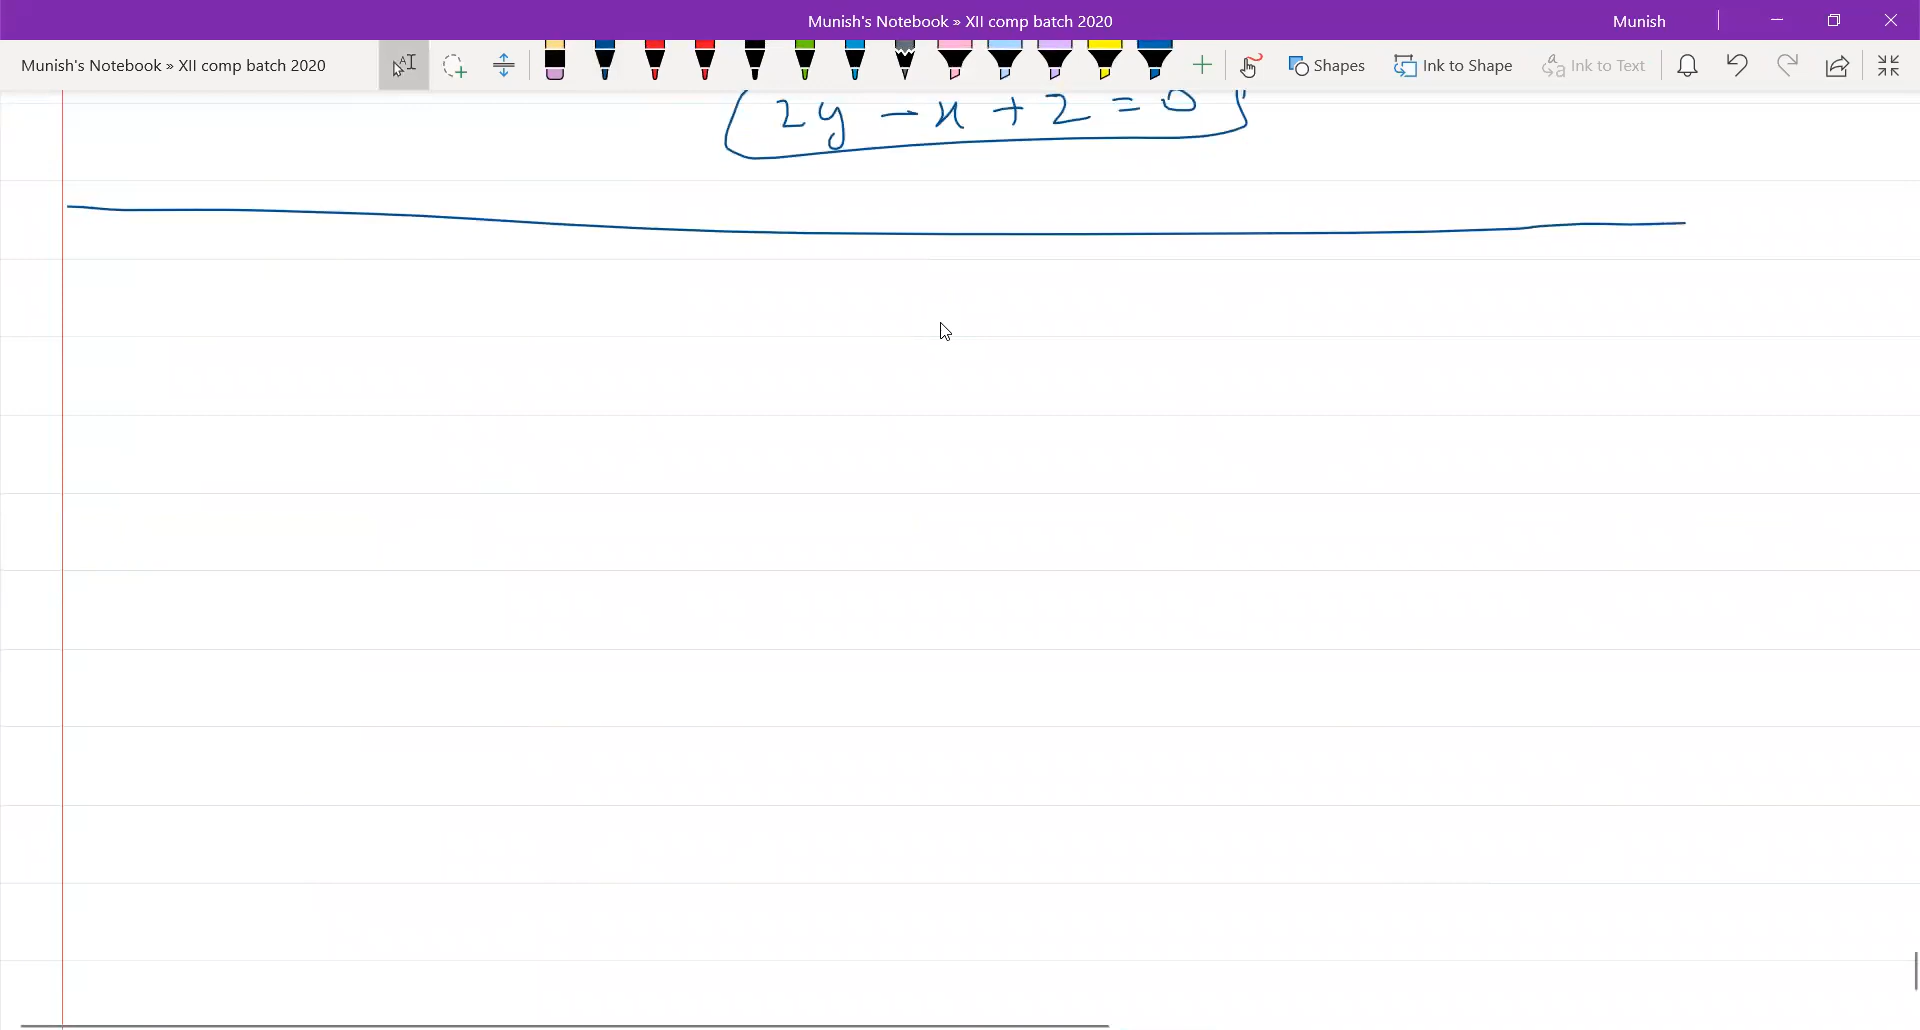 Munish's Notebook » XII comp batch 2020 Munish
Munish's Notebook » XII comp batch 2020 Shapes Ink to Shape Ink to Text
2y - x + 2 = 0